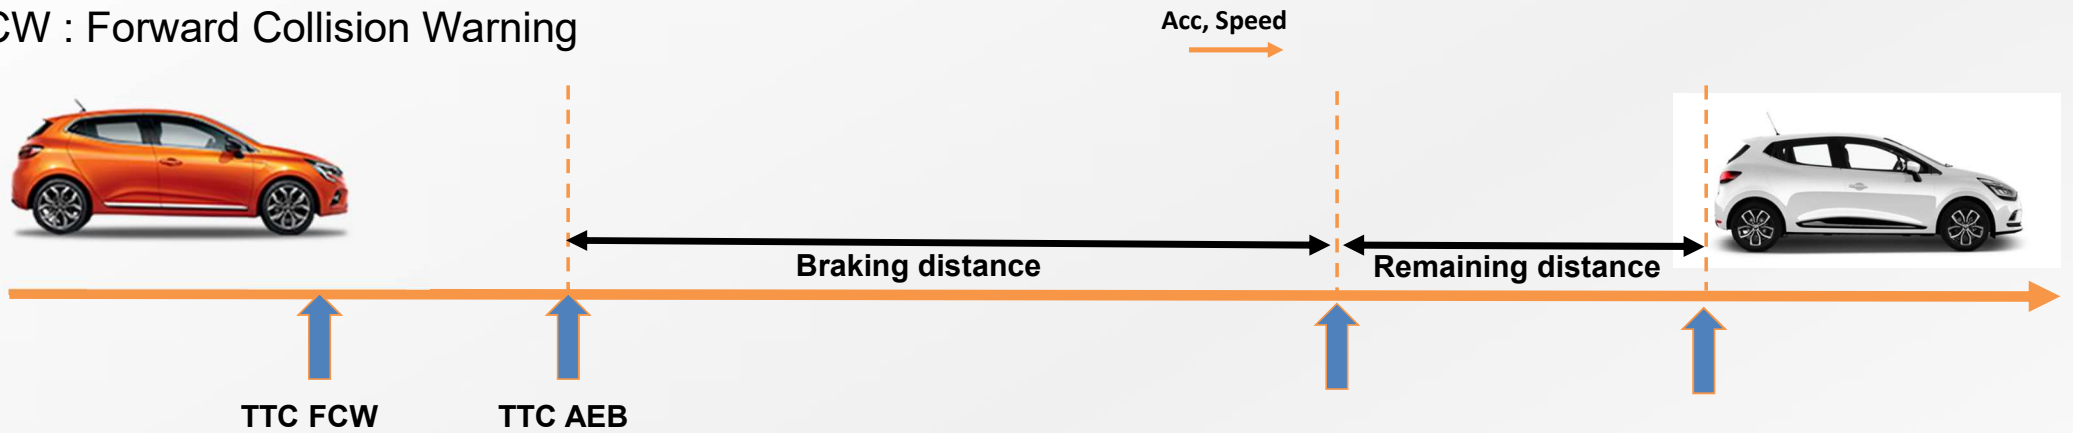 CW : Forward Collision Warning
Acc, Speed
Braking distance
Remaining distance
TTC FCW
TTC AEB